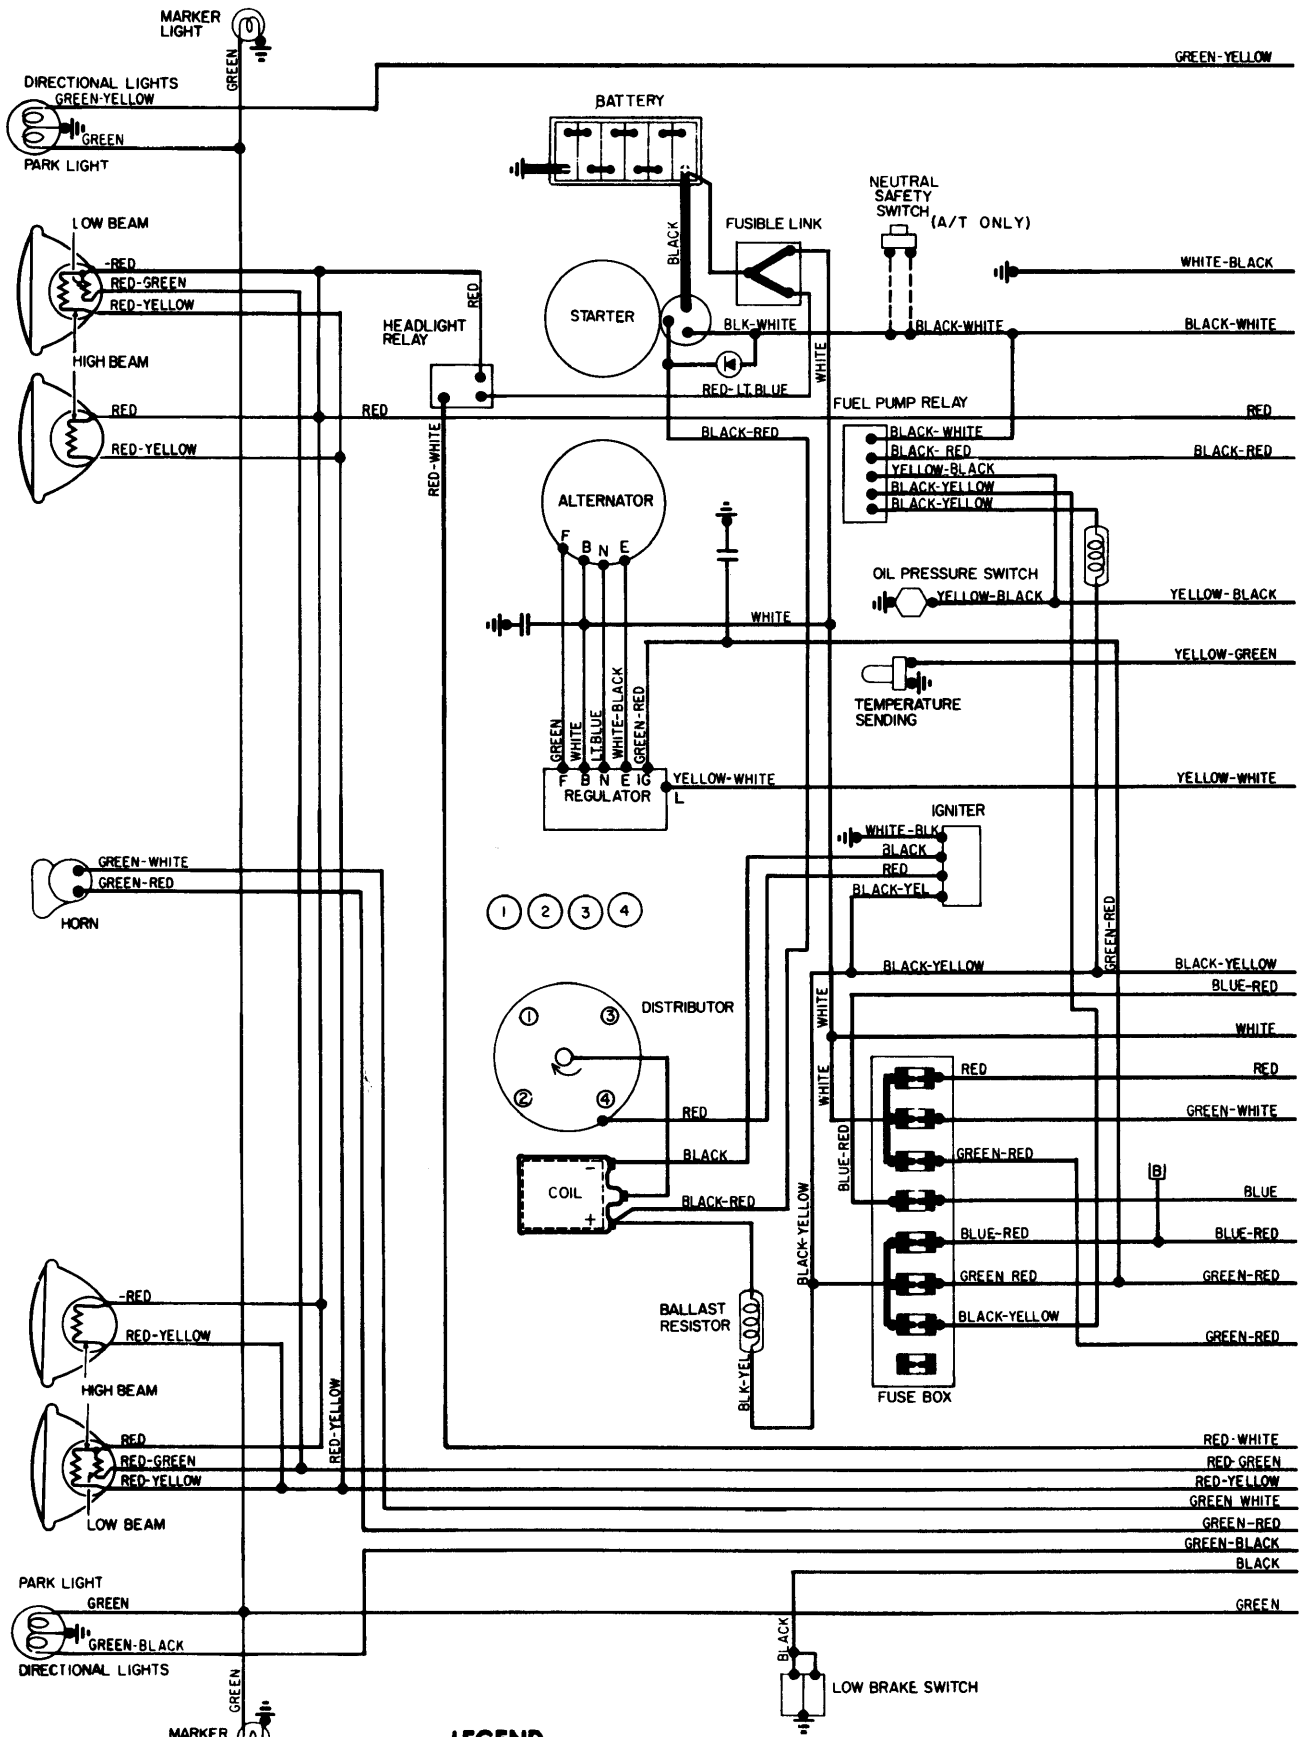 MARKER
LIGHT
GREEN
GREEN-YELLOW
DIRECTIONAL LIGHTS
GREEN-YELLOW
GREEN
PARK LIGHT
BATTERY
BLACK
FUSIBLE LINK
NEUTRAL
SAFETY
SWITCH (A/T ONLY)
LOW BEAM
-RED
RED-GREEN
RED-YELLOW
RED
HIGH BEAM
HEADLIGHT
RELAY
STARTER
WHITE-BLACK
BLK-WHITE
BLACK-WHITE
BLACK-WHITE
WHITE
RED-LT.BLUE
RED
RED
RED
RED-YELLOW
RED-WHITE
BLACK-RED
FUEL PUMP RELAY
BLACK-WHITE
BLACK-RED
BLACK-RED
YELLOW-BLACK
BLACK-YELLOW
BLACK-YELLOW
ALTERNATOR
F B N E
OIL PRESSURE SWITCH
YELLOW-BLACK
YELLOW-BLACK
WHITE
YELLOW-GREEN
TEMPERATURE
SENDING
GREEN
WHITE
LT.BLUE
WHITE-BLACK
GREEN-RED
F B N E IG
REGULATOR
L
YELLOW-WHITE
YELLOW-WHITE
IGNITER
WHITE-BLK
BLACK
RED
BLACK-YEL
GREEN-WHITE
GREEN-RED
HORN
1 2 3 4
GREEN-RED
BLACK-YELLOW
BLACK-YELLOW
BLUE-RED
WHITE
WHITE
DISTRIBUTOR
1 3
2 4
RED
WHITE
RED
RED
GREEN-WHITE
BLUE-RED
GREEN-RED
B
BLACK
COIL
-
+
BLACK-RED
BLACK-YELLOW
BLUE
BLUE-RED
BLUE-RED
GREEN RED
GREEN-RED
BLACK-YELLOW
GREEN-RED
FUSE BOX
BALLAST
RESISTOR
BLK-YEL
-RED
RED-YELLOW
HIGH BEAM
RED-YELLOW
RED
RED-GREEN
RED-YELLOW
LOW BEAM
RED-WHITE
RED-GREEN
RED-YELLOW
GREEN WHITE
GREEN-RED
GREEN-BLACK
BLACK
PARK LIGHT
GREEN
GREEN
GREEN-BLACK
DIRECTIONAL LIGHTS
GREEN
BLACK
LOW BRAKE SWITCH
MARKER
LEGEND